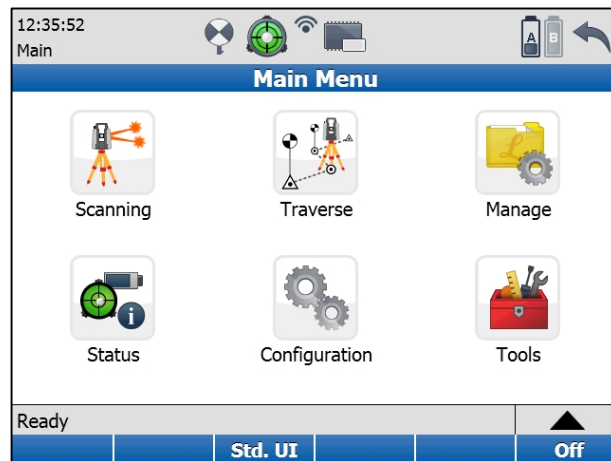 12:35:52
Main
A B
Main Menu
Scanning Traverse Manage
Status Configuration Tools
Ready
Std. UI Off